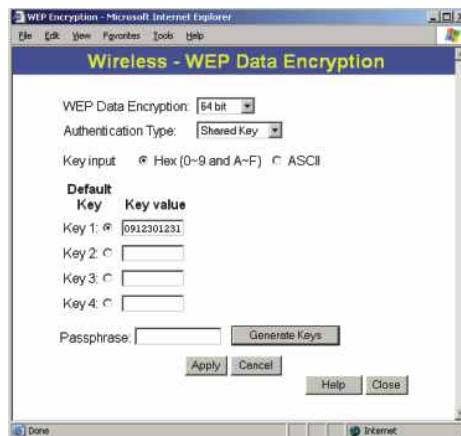 WEP Encryption - Microsoft Internet Explorer
File Edit View Favorites Tools Help
Wireless - WEP Data Encryption
WEP Data Encryption: 64 bit
Authentication Type: Shared Key
Key input Hex (0~9 and A~F) ASCII
Default
Key Key value
Key 1: 0912301231
Key 2:
Key 3:
Key 4:
Passphrase: Generate Keys
Apply Cancel
Help Close
Done Internet